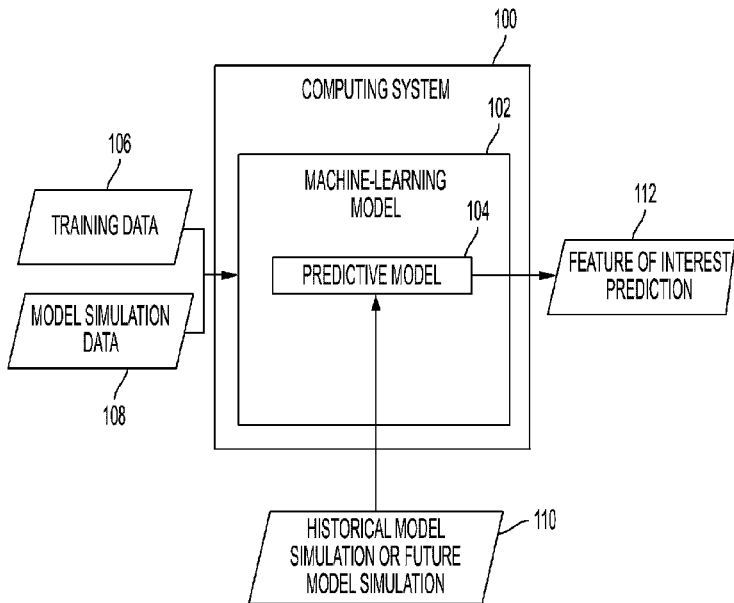 100
COMPUTING SYSTEM
102
106
MACHINE-LEARNING
MODEL
112
104
TRAINING DATA
PREDICTIVE MODEL
FEATURE OF INTEREST
PREDICTION
MODEL SIMULATION
DATA
108
110
HISTORICAL MODEL
SIMULATION OR FUTURE
MODEL SIMULATION